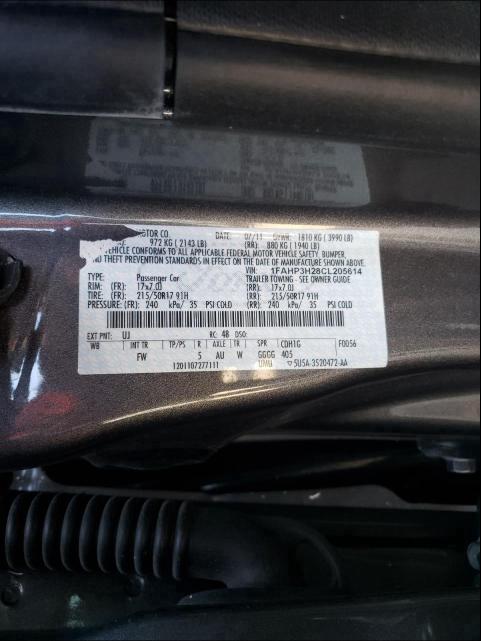 TOR CO. DATE: 07/11 GVWR: 1810 KG ( 3990 LB)
972 KG ( 2143 LB) (RR): 880 KG ( 1940 LB)
VEHICLE CONFORMS TO ALL APPLICABLE FEDERAL MOTOR VEHICLE SAFETY, BUMPER,
AND THEFT PREVENTION STANDARDS IN EFFECT ON THE DATE OF MANUFACTURE SHOWN ABOVE.
VIN: 1FAHP3H28CL205614
TYPE: Passenger Car TRAILER TOWING - SEE OWNER GUIDE
RIM: (FR): 17x7.0J (RR): 17x7.0J
TIRE: (FR): 215/50R17 91H (RR): 215/50R17 91H
PRESSURE: (FR): 240 kPa/ 35 PSI COLD (RR): 240 kPa/ 35 PSI COLD
EXT PNT: UJ RC: 48 DSO:
WB INT TR TP/PS R AXLE TR SPR CDH1G F0056
FW 5 AU W GGGG 405
1201107277111 UMU ▽5U5A-3520472-AA